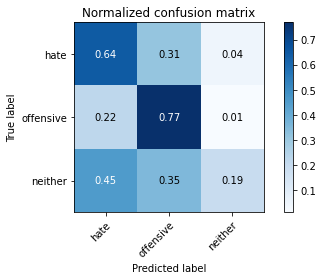 Normalized confusion matrix
hate 0.64 0.31 0.04
offensive 0.22 0.77 0.01
neither 0.45 0.35 0.19
True label
hate offensive neither
Predicted label
0.7
0.6
0.5
0.4
0.3
0.2
0.1